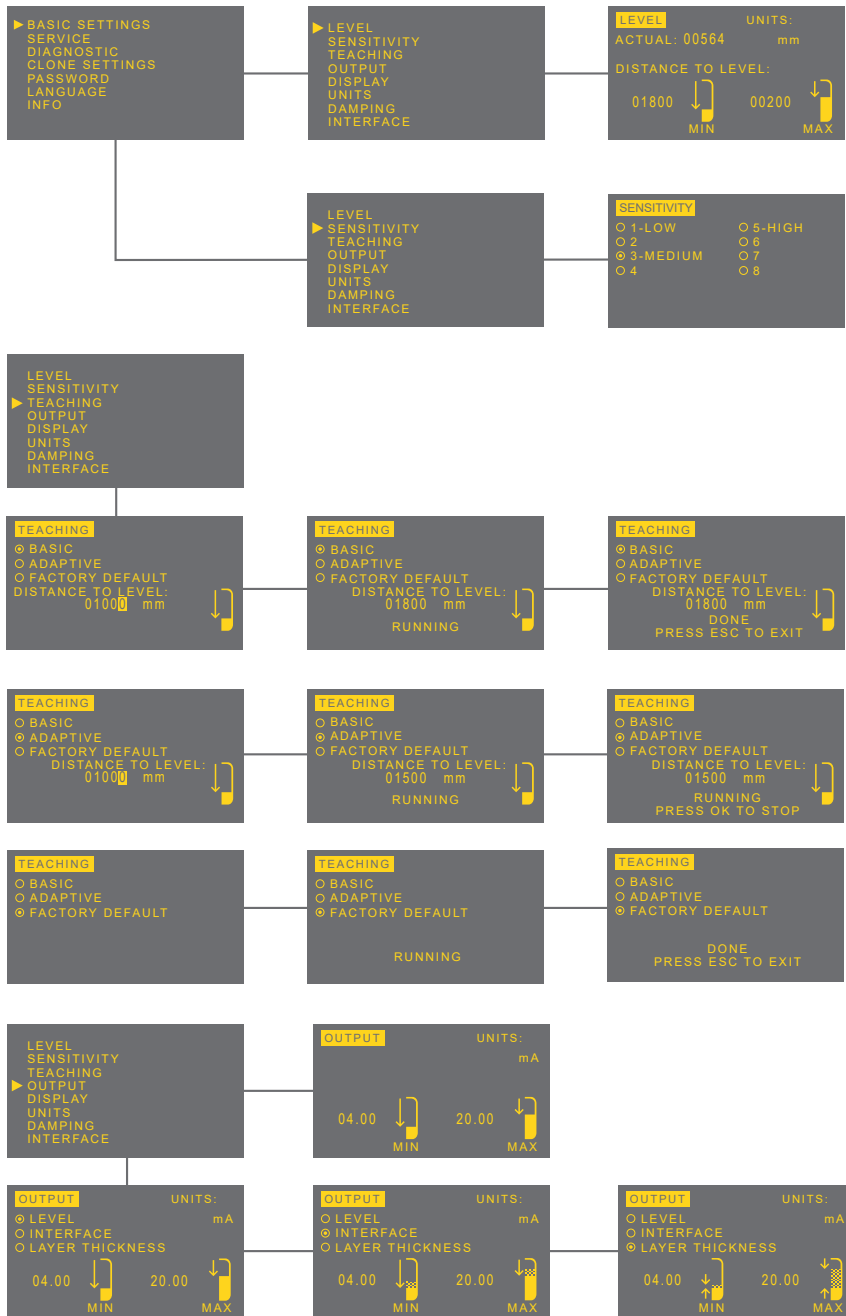 BASIC SETTINGS
SERVICE
DIAGNOSTIC
CLONE SETTINGS
PASSWORD
LANGUAGE
INFO
LEVEL
SENSITIVITY
TEACHING
OUTPUT
DISPLAY
UNITS
DAMPING
INTERFACE
LEVEL UNITS:
ACTUAL: 00564 mm
DISTANCE TO LEVEL:
01800 00200
MIN MAX
LEVEL
SENSITIVITY
TEACHING
OUTPUT
DISPLAY
UNITS
DAMPING
INTERFACE
SENSITIVITY
1-LOW 5-HIGH
2 6
3-MEDIUM 7
4 8
LEVEL
SENSITIVITY
TEACHING
OUTPUT
DISPLAY
UNITS
DAMPING
INTERFACE
TEACHING
BASIC
ADAPTIVE
FACTORY DEFAULT
DISTANCE TO LEVEL:
01000 mm
TEACHING
BASIC
ADAPTIVE
FACTORY DEFAULT
DISTANCE TO LEVEL:
01800 mm
RUNNING
TEACHING
BASIC
ADAPTIVE
FACTORY DEFAULT
DISTANCE TO LEVEL:
01800 mm
DONE
PRESS ESC TO EXIT
TEACHING
BASIC
ADAPTIVE
FACTORY DEFAULT
DISTANCE TO LEVEL:
01000 mm
TEACHING
BASIC
ADAPTIVE
FACTORY DEFAULT
DISTANCE TO LEVEL:
01500 mm
RUNNING
TEACHING
BASIC
ADAPTIVE
FACTORY DEFAULT
DISTANCE TO LEVEL:
01500 mm
RUNNING
PRESS OK TO STOP
TEACHING
BASIC
ADAPTIVE
FACTORY DEFAULT
TEACHING
BASIC
ADAPTIVE
FACTORY DEFAULT
RUNNING
TEACHING
BASIC
ADAPTIVE
FACTORY DEFAULT
DONE
PRESS ESC TO EXIT
LEVEL
SENSITIVITY
TEACHING
OUTPUT
DISPLAY
UNITS
DAMPING
INTERFACE
OUTPUT UNITS:
mA
04.00 20.00
MIN MAX
OUTPUT UNITS:
LEVEL mA
INTERFACE
LAYER THICKNESS
04.00 20.00
MIN MAX
OUTPUT UNITS:
LEVEL mA
INTERFACE
LAYER THICKNESS
04.00 20.00
MIN MAX
OUTPUT UNITS:
LEVEL mA
INTERFACE
LAYER THICKNESS
04.00 20.00
MIN MAX